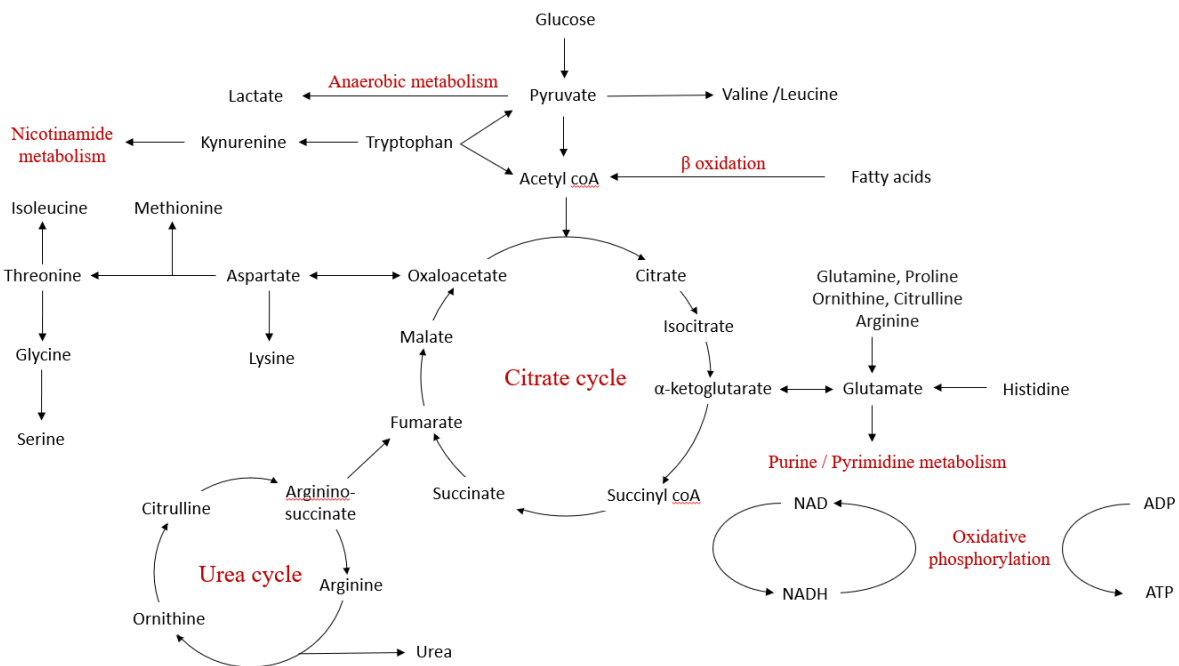 Glucose
Anaerobic metabolism
Lactate
Pyruvate
Valine /Leucine
Nicotinamide
metabolism
Kynurenine
Tryptophan
β oxidation
Acetyl coA
Fatty acids
Isoleucine
Methionine
Threonine
Aspartate
Oxaloacetate
Citrate
Glutamine, Proline
Ornithine, Citrulline
Arginine
Isocitrate
Malate
Glycine
Lysine
Citrate cycle
α-ketoglutarate
Glutamate
Histidine
Fumarate
Serine
Purine / Pyrimidine metabolism
Succinate
Succinyl coA
Citrulline
Arginino-
succinate
NAD
ADP
Oxidative
phosphorylation
Urea cycle
Arginine
NADH
ATP
Ornithine
Urea